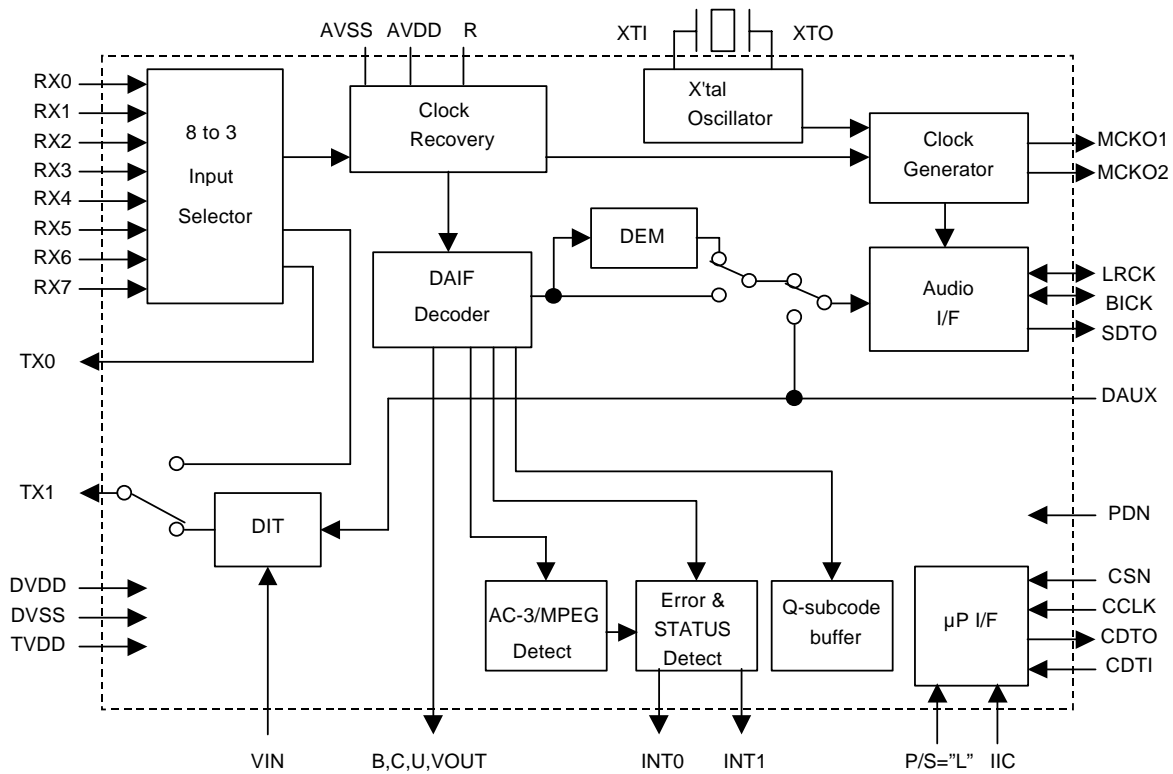 AVSS AVDD R
XTI XTO
RX0
RX1
RX2
RX3
RX4
RX5
RX6
RX7
8 to 3
Input
Selector
Clock
Recovery
X'tal
Oscillator
Clock
Generator
MCKO1
MCKO2
DEM
DAIF
Decoder
Audio
I/F
LRCK
BICK
SDTO
TX0
DAUX
TX1
DIT
PDN
DVDD
DVSS
TVDD
AC-3/MPEG
Detect
Error &
STATUS
Detect
Q-subcode
buffer
µP I/F
CSN
CCLK
CDTO
CDTI
VIN
B,C,U,VOUT
INT0
INT1
P/S="L"
IIC